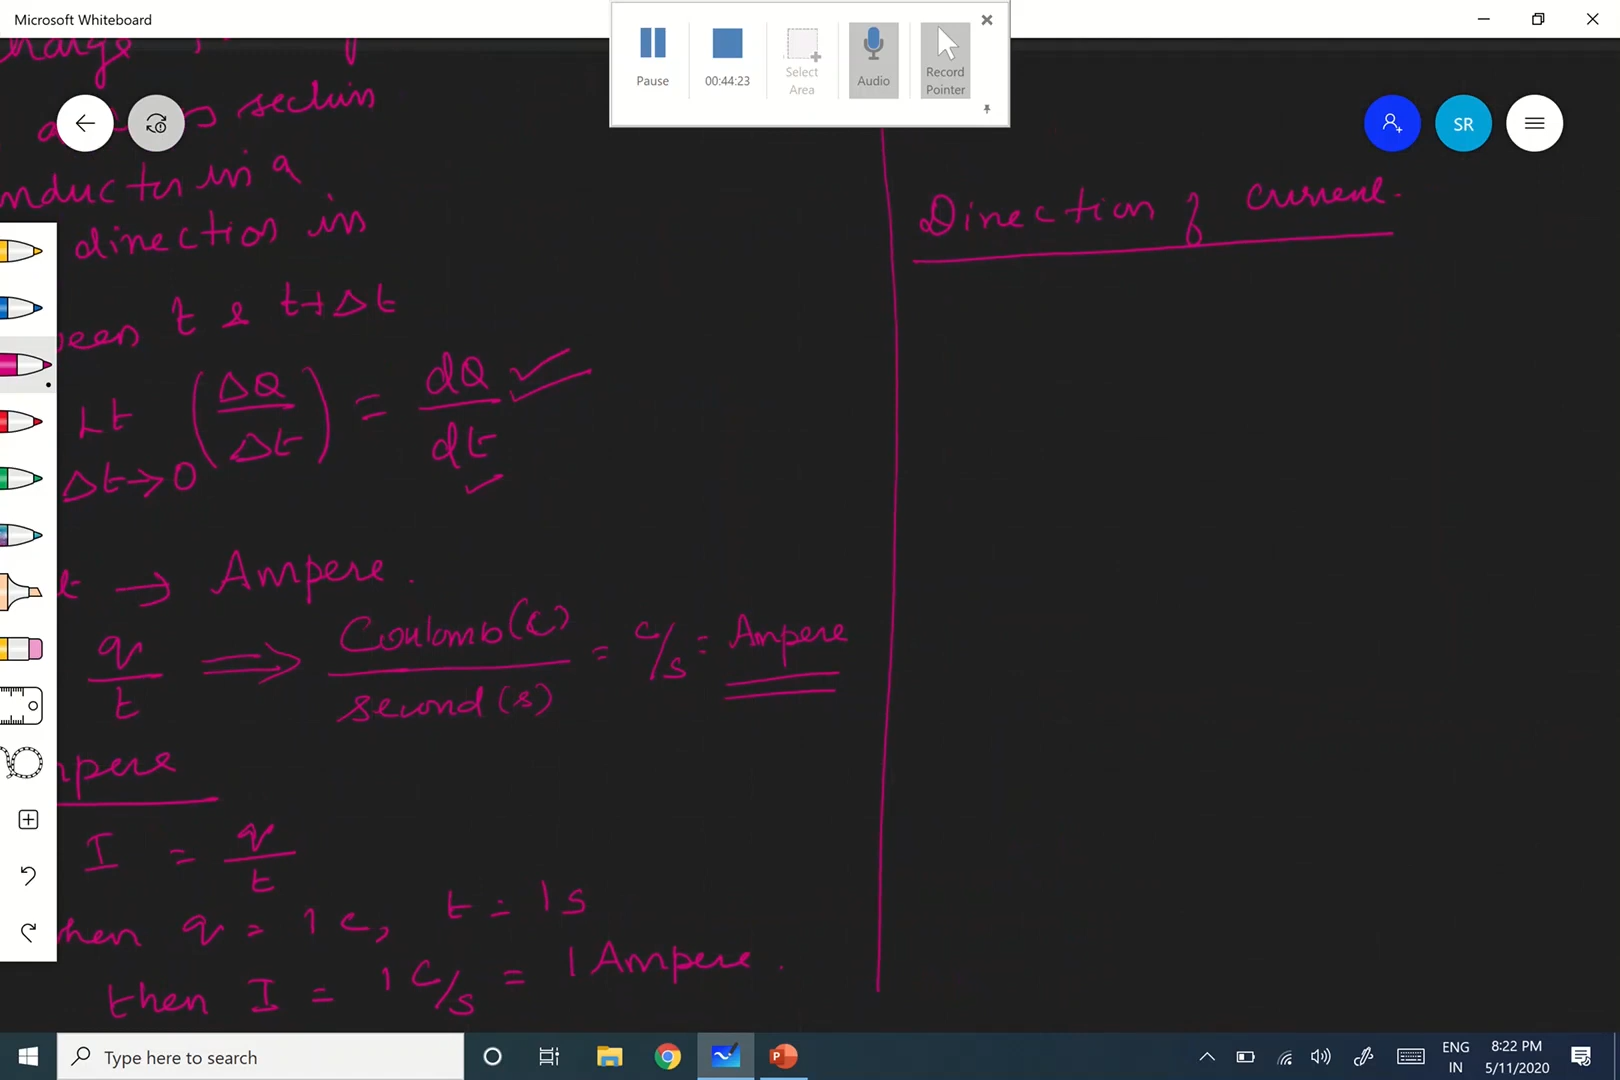 Microsoft Whiteboard
Pause
00:44:23
Select
Area
Audio
Record
Pointer
SR
section
in a
direction in
t & t+Δt
Lt (ΔQ/Δt) = dQ/dt
Δt→0
→ Ampere.
q/t ⟹ Coulomb(C)/second(s) = C/s = Ampere
I = q/t
q = 1 C, t = 1 s
then I = 1 C/s = 1 Ampere.
Direction of current.
Type here to search
ENG
IN
8:22 PM
5/11/2020